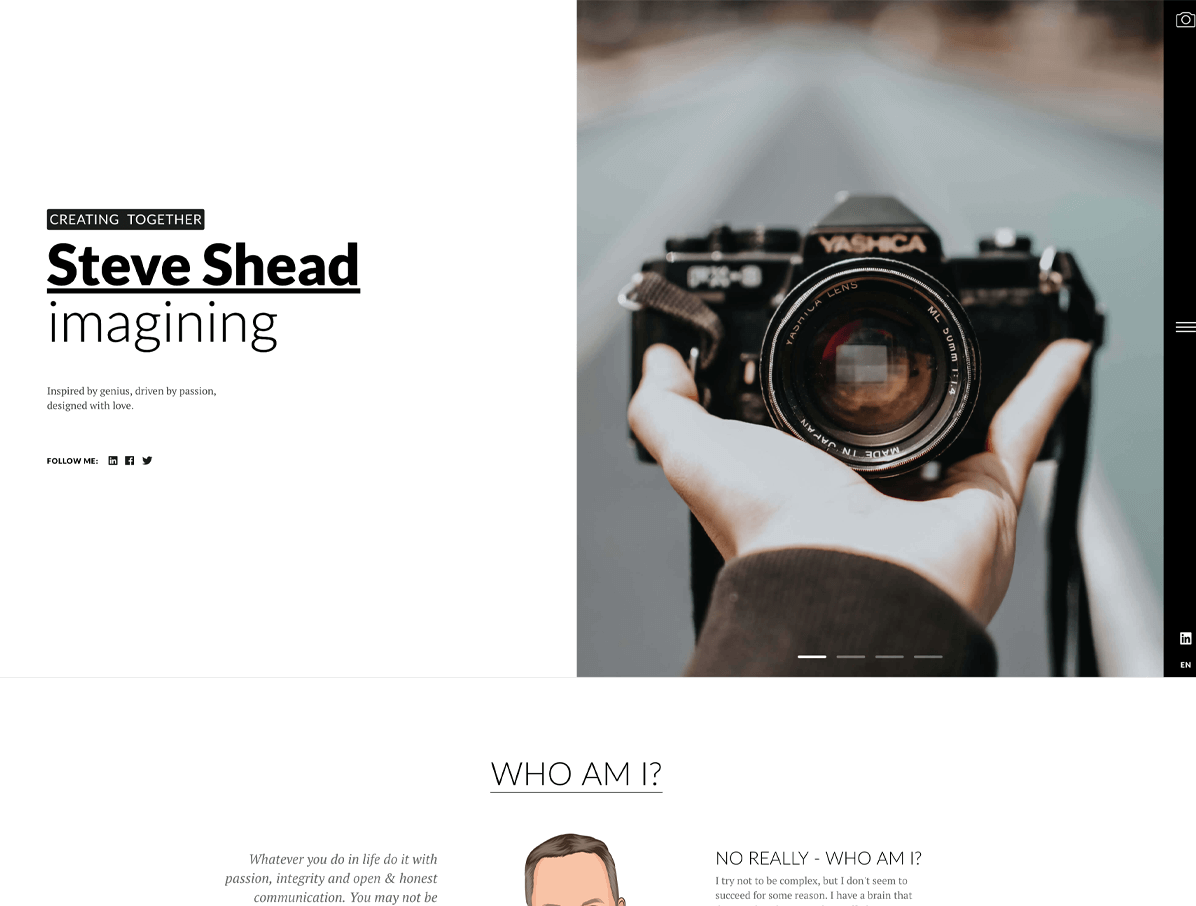 CREATING TOGETHER
Steve Shead
imagining
Inspired by genius, driven by passion,
designed with love.
FOLLOW ME:
YASHICA
FX-3
YASHICA LENS
ML 50mm 1:1.4
MADE IN JAPAN
EN
WHO AM I?
Whatever you do in life do it with
passion, integrity and open & honest
communication. You may not be
NO REALLY - WHO AM I?
I try not to be complex, but I don't seem to
succeed for some reason. I have a brain that